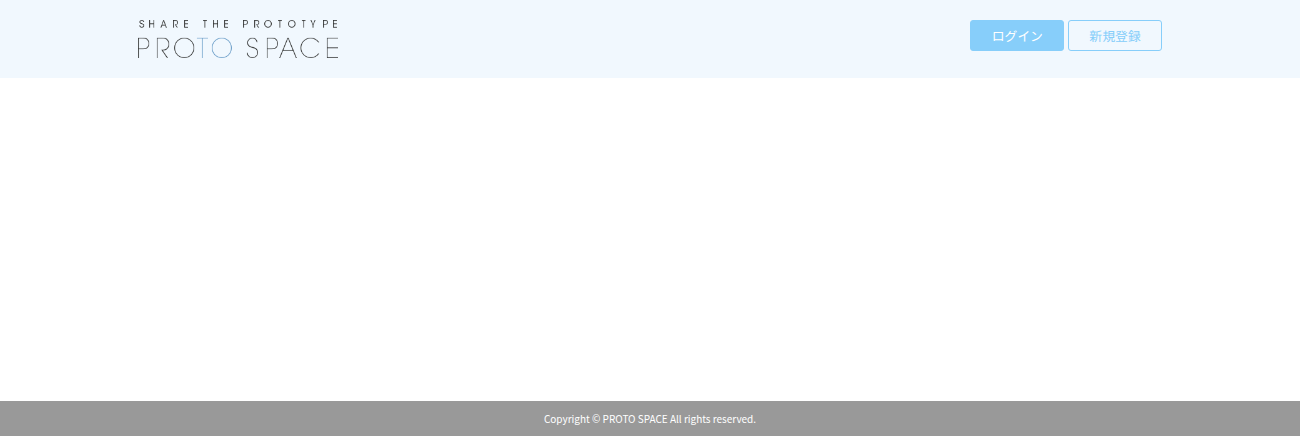 SHARE THE PROTOTYPE
PROTO SPACE
ログイン
新規登録
Copyright © PROTO SPACE All rights reserved.